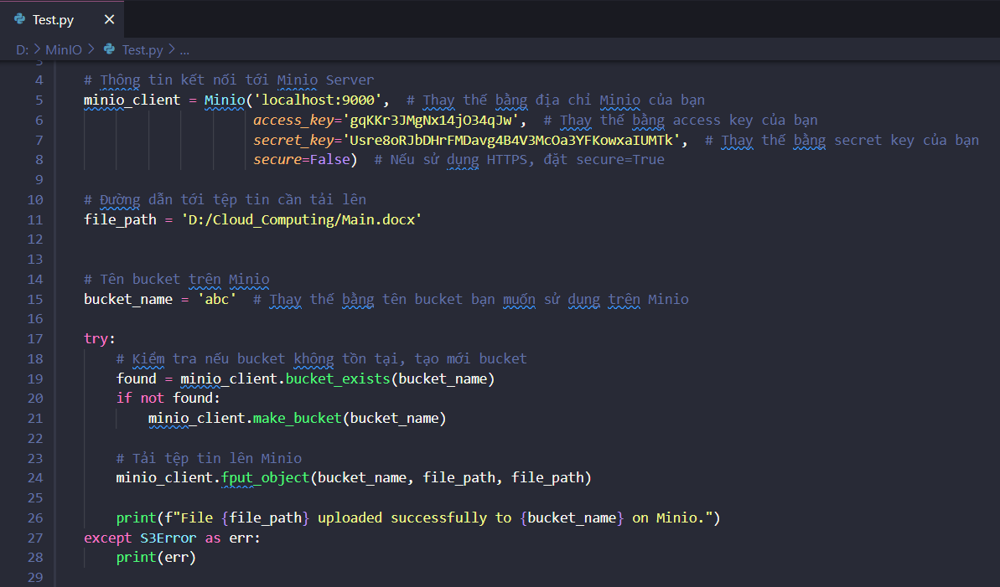 Test.py
D: > MinIO > Test.py > ...
3
4 # Thông tin kết nối tới Minio Server
5 minio_client = Minio('localhost:9000',  # Thay thế bằng địa chỉ Minio của bạn
6 access_key='gqKKr3JMgNx14jO34qJw',  # Thay thế bằng access key của bạn
7 secret_key='Usre8oRJbDHrFMDavg4B4V3McOa3YFKowxaIUMTk',  # Thay thế bằng secret key của bạn
8 secure=False)  # Nếu sử dụng HTTPS, đặt secure=True
9
10 # Đường dẫn tới tệp tin cần tải lên
11 file_path = 'D:/Cloud_Computing/Main.docx'
12
13
14 # Tên bucket trên Minio
15 bucket_name = 'abc'  # Thay thế bằng tên bucket bạn muốn sử dụng trên Minio
16
17 try:
18 # Kiểm tra nếu bucket không tồn tại, tạo mới bucket
19 found = minio_client.bucket_exists(bucket_name)
20 if not found:
21 minio_client.make_bucket(bucket_name)
22
23 # Tải tệp tin lên Minio
24 minio_client.fput_object(bucket_name, file_path, file_path)
25
26 print(f"File {file_path} uploaded successfully to {bucket_name} on Minio.")
27 except S3Error as err:
28 print(err)
29